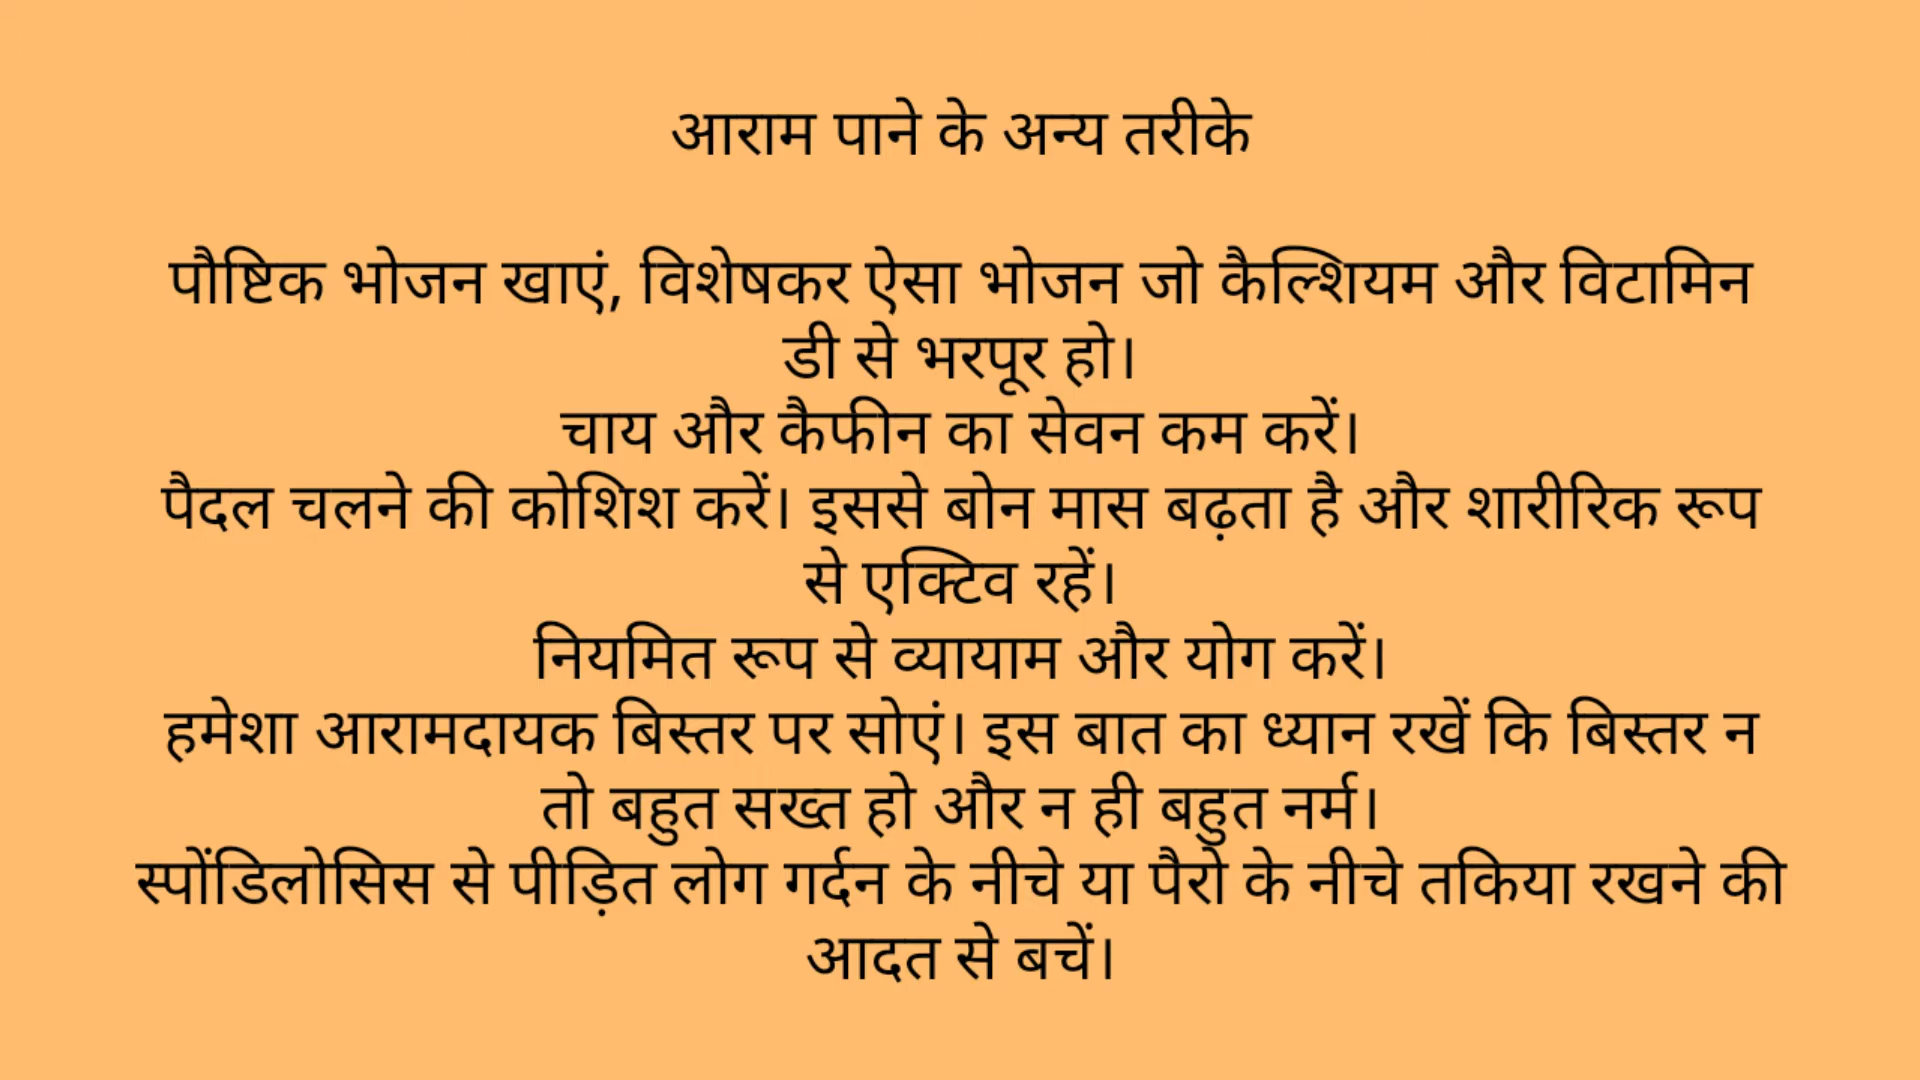 आराम पाने के अन्य तरीके
पौष्टिक भोजन खाएं, विशेषकर ऐसा भोजन जो कैल्शियम और विटामिन
डी से भरपूर हो।
चाय और कैफीन का सेवन कम करें।
पैदल चलने की कोशिश करें। इससे बोन मास बढ़ता है और शारीरिक रूप
से एक्टिव रहें।
नियमित रूप से व्यायाम और योग करें।
हमेशा आरामदायक बिस्तर पर सोएं। इस बात का ध्यान रखें कि बिस्तर न
तो बहुत सख्त हो और न ही बहुत नर्म।
स्पोंडिलोसिस से पीड़ित लोग गर्दन के नीचे या पैरो के नीचे तकिया रखने की
आदत से बचें।